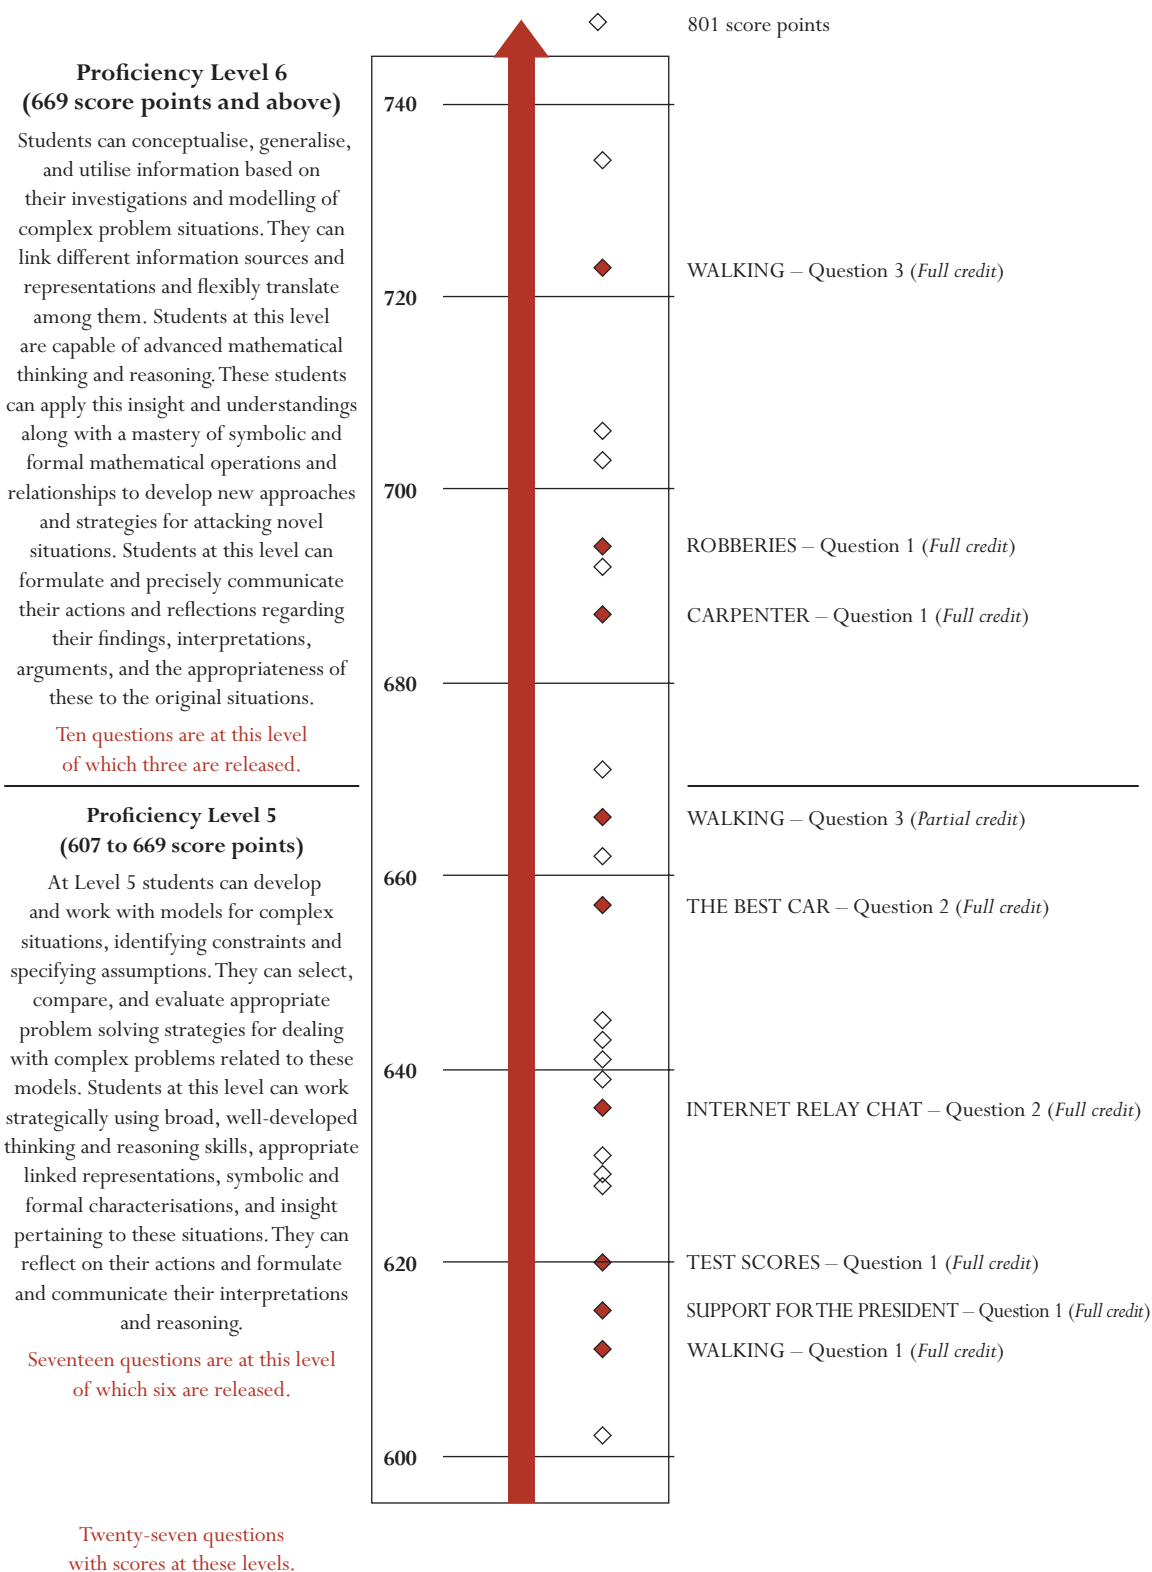 801 score points
Proficiency Level 6
(669 score points and above)
Students can conceptualise, generalise,
and utilise information based on
their investigations and modelling of
complex problem situations. They can
link different information sources and
representations and flexibly translate
among them. Students at this level
are capable of advanced mathematical
thinking and reasoning. These students
can apply this insight and understandings
along with a mastery of symbolic and
formal mathematical operations and
relationships to develop new approaches
and strategies for attacking novel
situations. Students at this level can
formulate and precisely communicate
their actions and reflections regarding
their findings, interpretations,
arguments, and the appropriateness of
these to the original situations.
Ten questions are at this level
of which three are released.
Proficiency Level 5
(607 to 669 score points)
At Level 5 students can develop
and work with models for complex
situations, identifying constraints and
specifying assumptions. They can select,
compare, and evaluate appropriate
problem solving strategies for dealing
with complex problems related to these
models. Students at this level can work
strategically using broad, well-developed
thinking and reasoning skills, appropriate
linked representations, symbolic and
formal characterisations, and insight
pertaining to these situations. They can
reflect on their actions and formulate
and communicate their interpretations
and reasoning.
Seventeen questions are at this level
of which six are released.
Twenty-seven questions
with scores at these levels.
740
720
700
680
660
640
620
600
WALKING – Question 3 (Full credit)
ROBBERIES – Question 1 (Full credit)
CARPENTER – Question 1 (Full credit)
WALKING – Question 3 (Partial credit)
THE BEST CAR – Question 2 (Full credit)
INTERNET RELAY CHAT – Question 2 (Full credit)
TEST SCORES – Question 1 (Full credit)
SUPPORT FOR THE PRESIDENT – Question 1 (Full credit)
WALKING – Question 1 (Full credit)